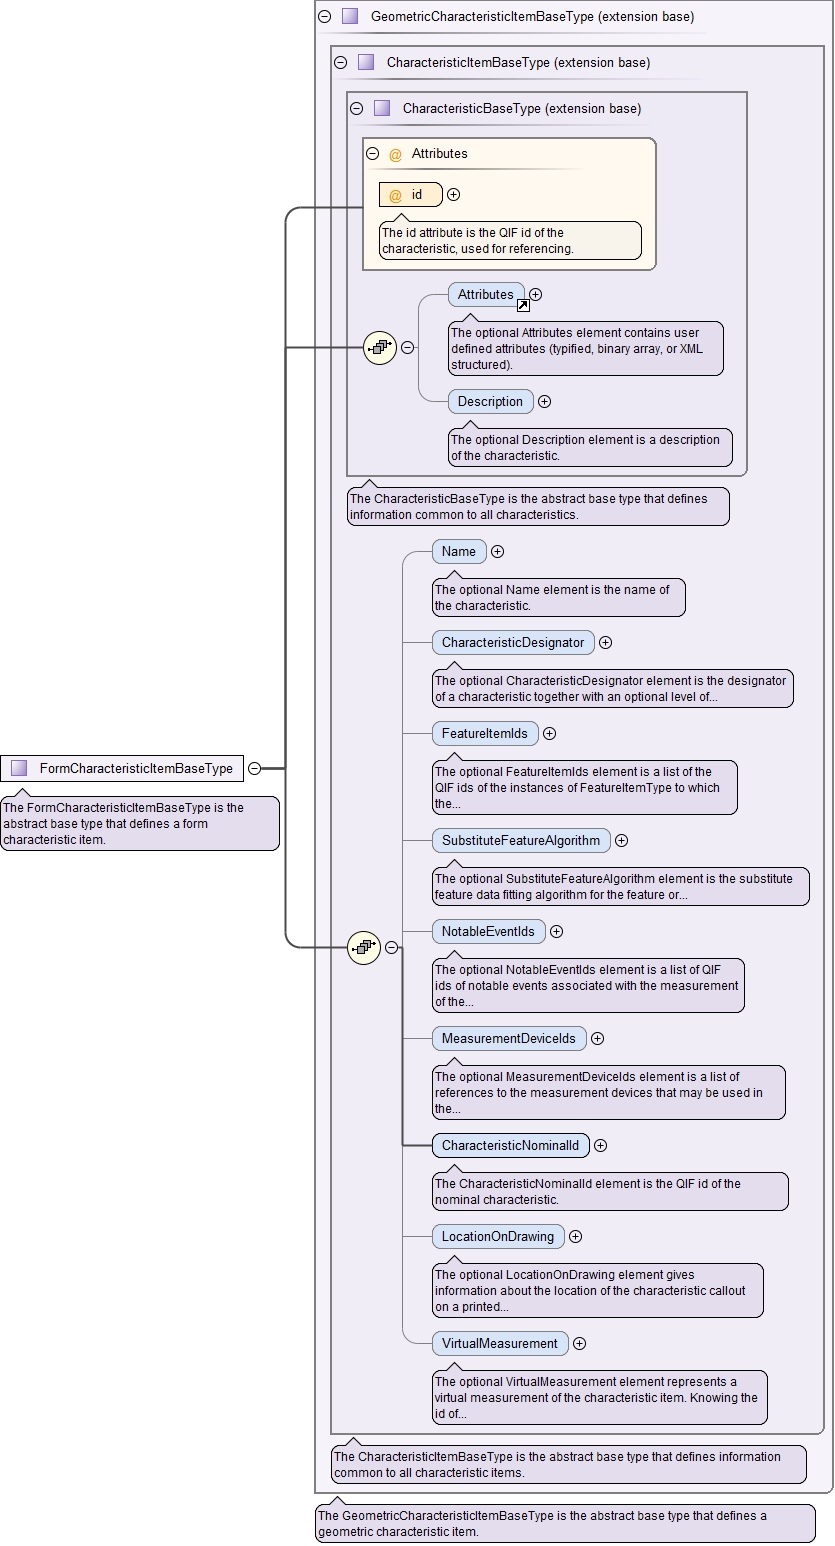 GeometricCharacteristicItemBaseType (extension base)
CharacteristicItemBaseType (extension base)
CharacteristicBaseType (extension base)
@ Attributes
@ id
The id attribute is the QIF id of the
characteristic, used for referencing.
Attributes
The optional Attributes element contains user
defined attributes (typified, binary array, or XML
structured).
Description
The optional Description element is a description
of the characteristic.
The CharacteristicBaseType is the abstract base type that defines
information common to all characteristics.
Name
The optional Name element is the name of
the characteristic.
CharacteristicDesignator
The optional CharacteristicDesignator element is the designator
of a characteristic together with an optional level of...
FeatureItemIds
The optional FeatureItemIds element is a list of the
QIF ids of the instances of FeatureItemType to which
the...
FormCharacteristicItemBaseType
The FormCharacteristicItemBaseType is the
abstract base type that defines a form
characteristic item.
SubstituteFeatureAlgorithm
The optional SubstituteFeatureAlgorithm element is the substitute
feature data fitting algorithm for the feature or...
NotableEventIds
The optional NotableEventIds element is a list of QIF
ids of notable events associated with the measurement
of the...
MeasurementDeviceIds
The optional MeasurementDeviceIds element is a list of
references to the measurement devices that may be used in
the...
CharacteristicNominalId
The CharacteristicNominalId element is the QIF id of the
nominal characteristic.
LocationOnDrawing
The optional LocationOnDrawing element gives
information about the location of the characteristic callout
on a printed...
VirtualMeasurement
The optional VirtualMeasurement element represents a
virtual measurement of the characteristic item. Knowing the
id of...
The CharacteristicItemBaseType is the abstract base type that defines information
common to all characteristic items.
The GeometricCharacteristicItemBaseType is the abstract base type that defines a
geometric characteristic item.